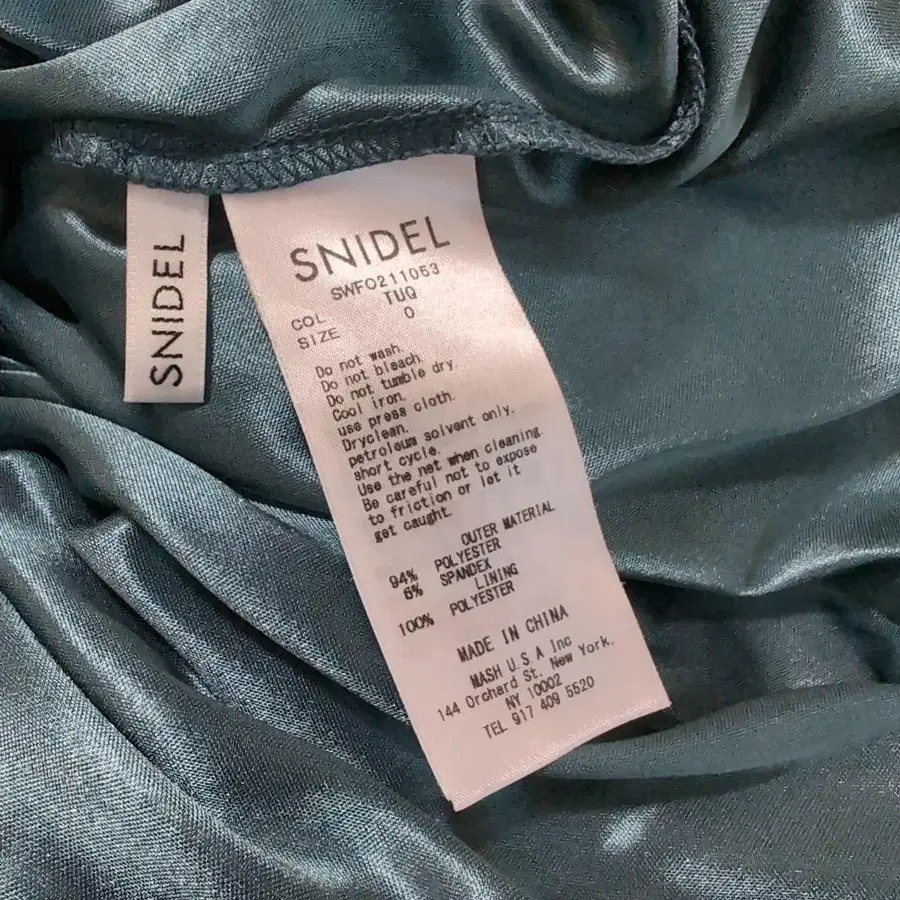 SNIDEL
SNIDEL
SWFO211053
COL TUQ
SIZE 0
Do not wash.
Do not bleach.
Do not tumble dry.
Cool iron.
use press cloth.
Dryclean.
petroleum solvent only.
short cycle.
Use the net when cleaning.
Be careful not to expose
to friction or let it
get caught.
OUTER MATERIAL
94% POLYESTER
6% SPANDEX
LINING
100% POLYESTER
MADE IN CHINA
MASH U.S.A Inc
144 Orchard St. New York.
NY 10002
TEL 917 409 5520